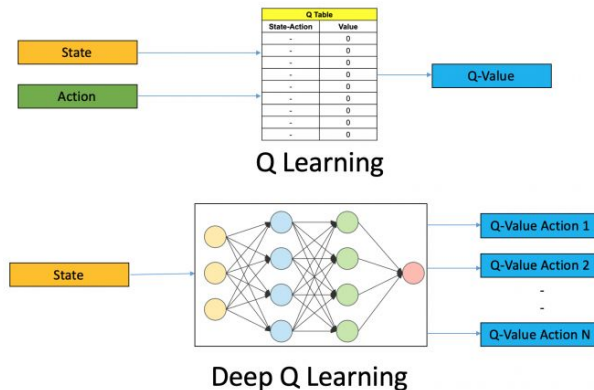 Q Table
State-Action Value
- 0
- 0
- 0
- 0
- 0
- 0
- 0
- 0
- 0
State
Action
Q-Value
Q Learning
State
Q-Value Action 1
Q-Value Action 2
-
-
Q-Value Action N
Deep Q Learning